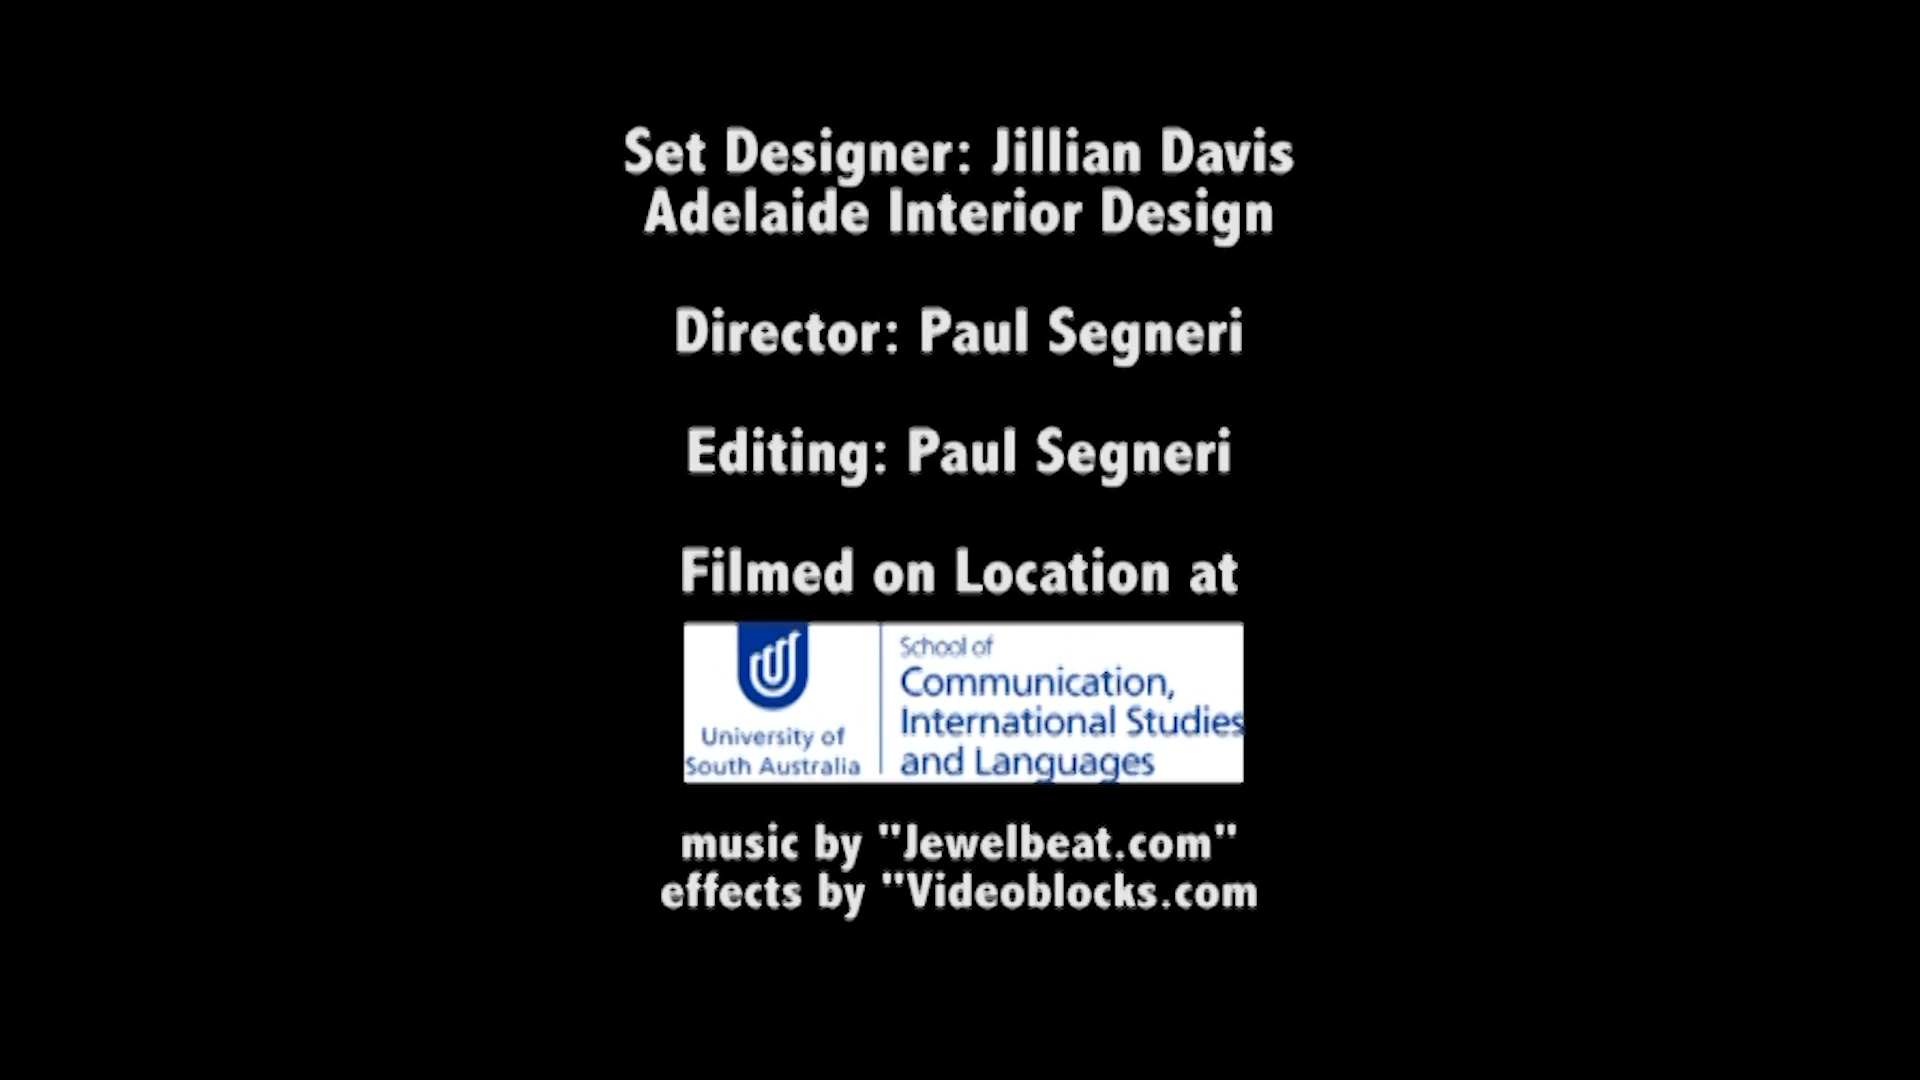 Set Designer: Jillian Davis
Adelaide Interior Design
Director: Paul Segneri
Editing: Paul Segneri
Filmed on Location at
University of
South Australia
School of
Communication,
International Studies
and Languages
music by "Jewelbeat.com"
effects by "Videoblocks.com